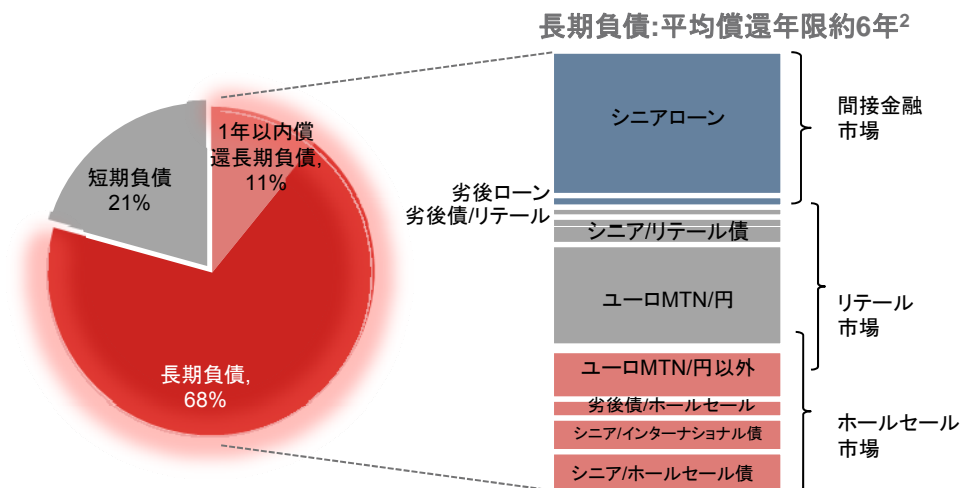 長期負債:平均償還年限約6年2
1年以内償
還長期負債,
11%
短期負債
21%
長期負債,
68%
シニアローン
劣後ローン
劣後債/リテール
シニア/リテール債
ユーロMTN/円
ユーロMTN/円以外
劣後債/ホールセール
シニア/インターナショナル債
シニア/ホールセール債
間接金融
市場
リテール
市場
ホールセール
市場